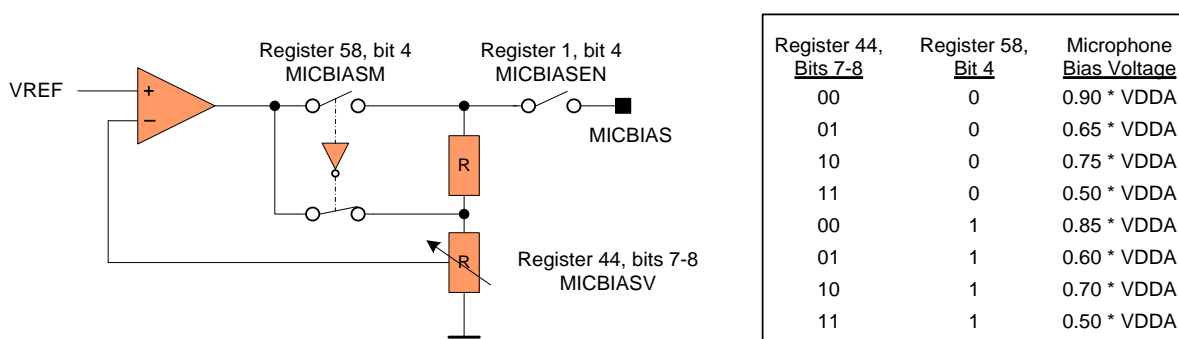 Register 58, bit 4
MICBIASM
Register 1, bit 4
MICBIASEN
VREF
+
−
MICBIAS
R
R
Register 44, bits 7-8
MICBIASV
Register 44, Register 58, Microphone
Bits 7-8 Bit 4 Bias Voltage
00 0 0.90 * VDDA
01 0 0.65 * VDDA
10 0 0.75 * VDDA
11 0 0.50 * VDDA
00 1 0.85 * VDDA
01 1 0.60 * VDDA
10 1 0.70 * VDDA
11 1 0.50 * VDDA